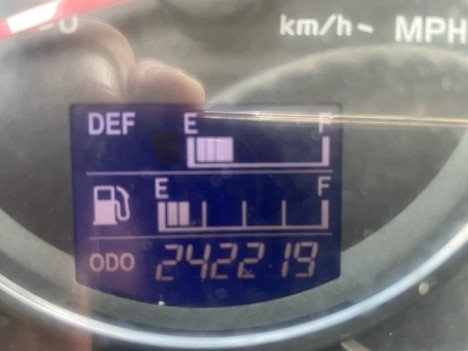 km/h - MPH
DEF E F
E F
ODO 242219